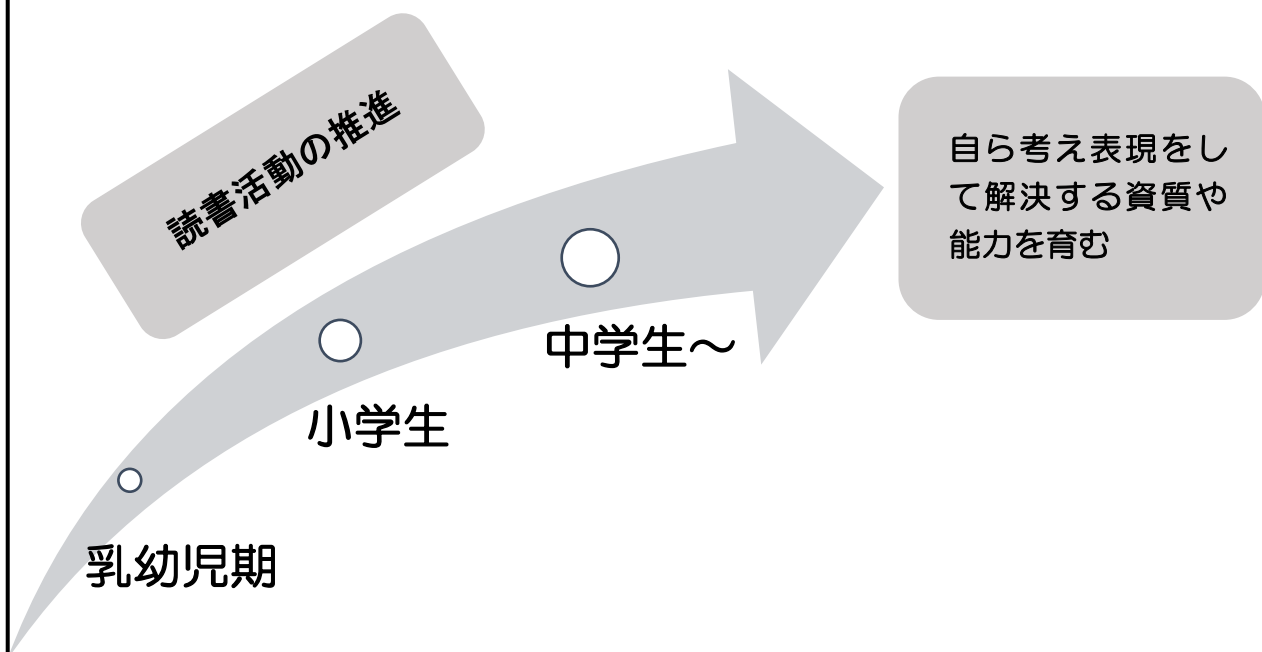 読書活動の推進
自ら考え表現をし
て解決する資質や
能力を育む
中学生～
小学生
乳幼児期